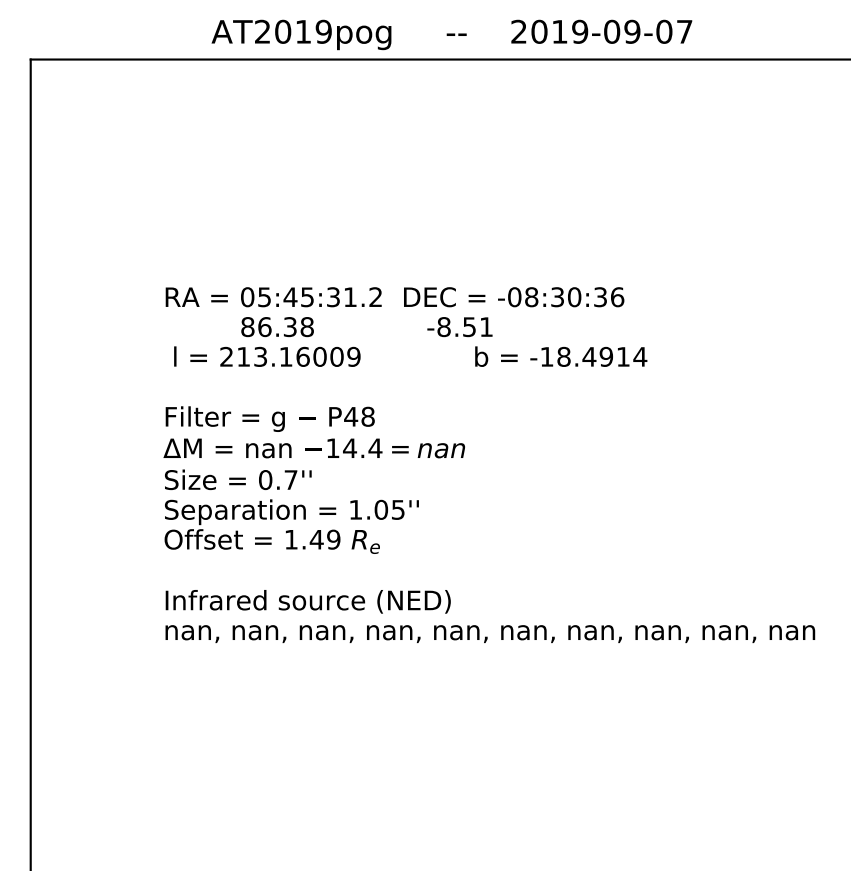 AT2019pog -- 2019-09-07
RA = 05:45:31.2 DEC = -08:30:36
86.38 -8.51
l = 213.16009 b = -18.4914
Filter = g − P48
ΔM = nan −14.4 = nan
Size = 0.7''
Separation = 1.05''
Offset = 1.49 Re
Infrared source (NED)
nan, nan, nan, nan, nan, nan, nan, nan, nan, nan